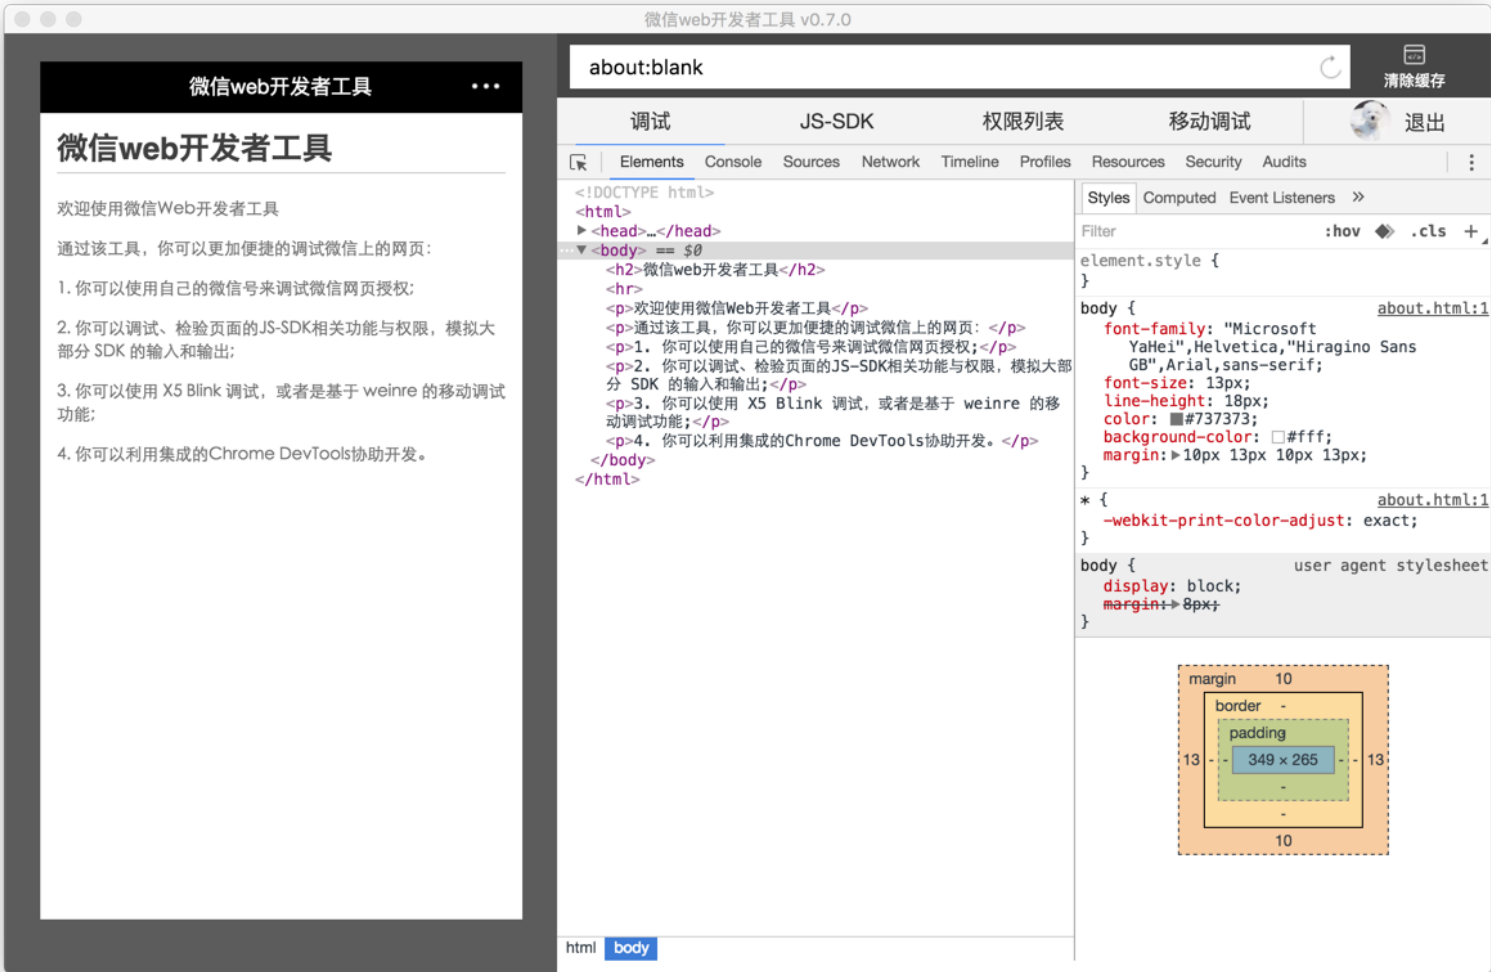 微信web开发者工具 v0.7.0
微信web开发者工具
微信web开发者工具
欢迎使用微信Web开发者工具
通过该工具，你可以更加便捷的调试微信上的网页：
1. 你可以使用自己的微信号来调试微信网页授权;
2. 你可以调试、检验页面的JS-SDK相关功能与权限，模拟大
部分 SDK 的输入和输出;
3. 你可以使用 X5 Blink 调试，或者是基于 weinre 的移动调试
功能;
4. 你可以利用集成的Chrome DevTools协助开发。
about:blank
清除缓存
调试 JS-SDK 权限列表 移动调试 退出
Elements Console Sources Network Timeline Profiles Resources Security Audits
<!DOCTYPE html>
<html>
<head>…</head>
<body> == $0
<h2>微信web开发者工具</h2>
<hr>
<p>欢迎使用微信Web开发者工具</p>
<p>通过该工具，你可以更加便捷的调试微信上的网页：</p>
<p>1. 你可以使用自己的微信号来调试微信网页授权;</p>
<p>2. 你可以调试、检验页面的JS-SDK相关功能与权限，模拟大部
分 SDK 的输入和输出;</p>
<p>3. 你可以使用 X5 Blink 调试，或者是基于 weinre 的移
动调试功能;</p>
<p>4. 你可以利用集成的Chrome DevTools协助开发。</p>
</body>
</html>
html body
Styles Computed Event Listeners »
Filter :hov .cls +
element.style {
}
body { about.html:1
font-family: "Microsoft
YaHei",Helvetica,"Hiragino Sans
GB",Arial,sans-serif;
font-size: 13px;
line-height: 18px;
color: #737373;
background-color: #fff;
margin: 10px 13px 10px 13px;
}
* { about.html:1
-webkit-print-color-adjust: exact;
}
body { user agent stylesheet
display: block;
margin: 8px;
}
margin 10
border -
padding
13 - - 349 × 265 - - 13
-
-
10